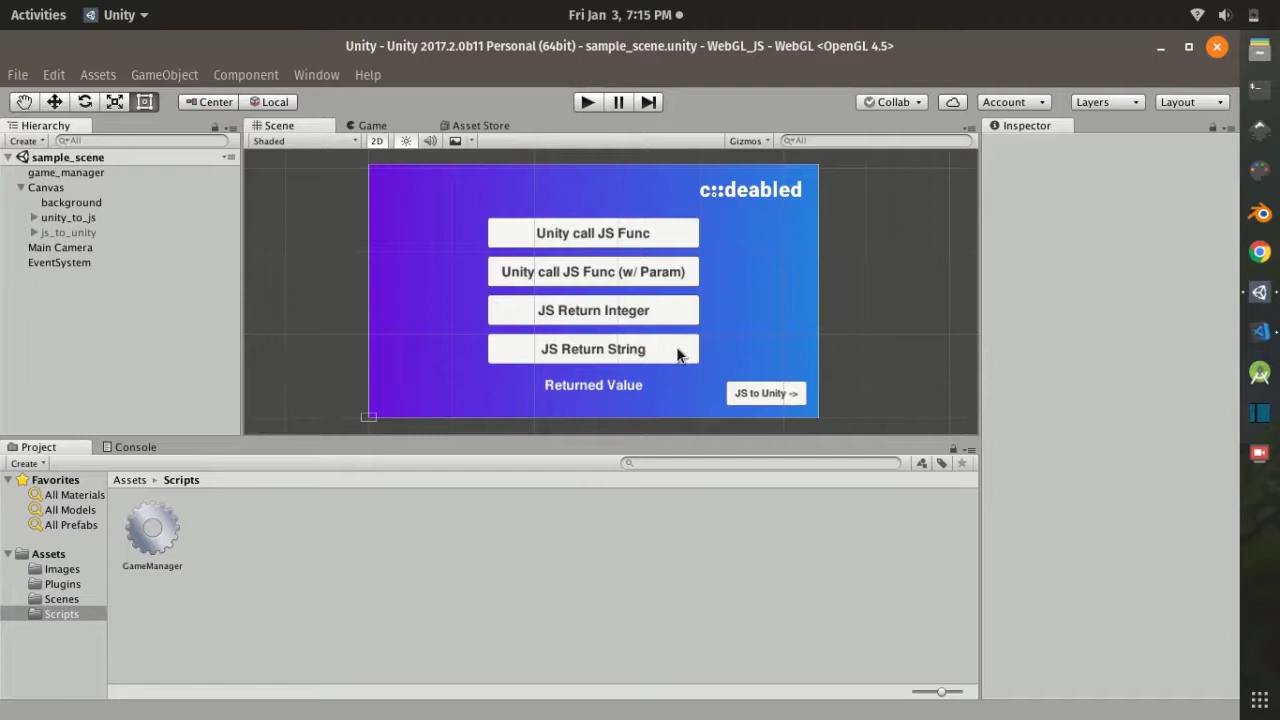 Activities Unity Fri Jan 3, 7:15 PM
Unity - Unity 2017.2.0b11 Personal (64bit) - sample_scene.unity - WebGL_JS - WebGL <OpenGL 4.5>
File Edit Assets GameObject Component Window Help
Center Local Collab Account Layers Layout
Hierarchy Scene Game Asset Store Inspector
Create All Shaded 2D Gizmos All
sample_scene
game_manager
Canvas
background
unity_to_js
js_to_unity
Main Camera
EventSystem
c::deabled
Unity call JS Func
Unity call JS Func (w/ Param)
JS Return Integer
JS Return String
Returned Value
JS to Unity ->
Project Console
Create
Favorites
All Materials
All Models
All Prefabs
Assets
Images
Plugins
Scenes
Scripts
Assets Scripts
GameManager